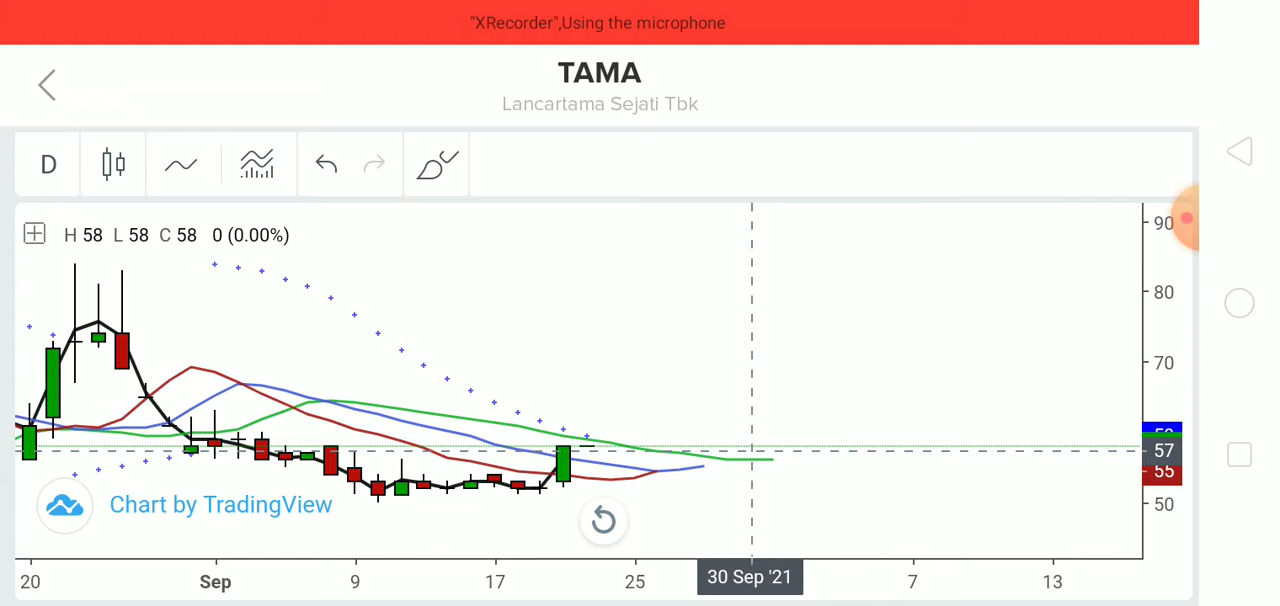 "XRecorder",Using the microphone
TAMA
Lancartama Sejati Tbk
D
H 58 L 58 C 58 0 (0.00%)
90
80
70
57
55
50
Chart by TradingView
20 Sep 9 17 25 30 Sep '21 7 13